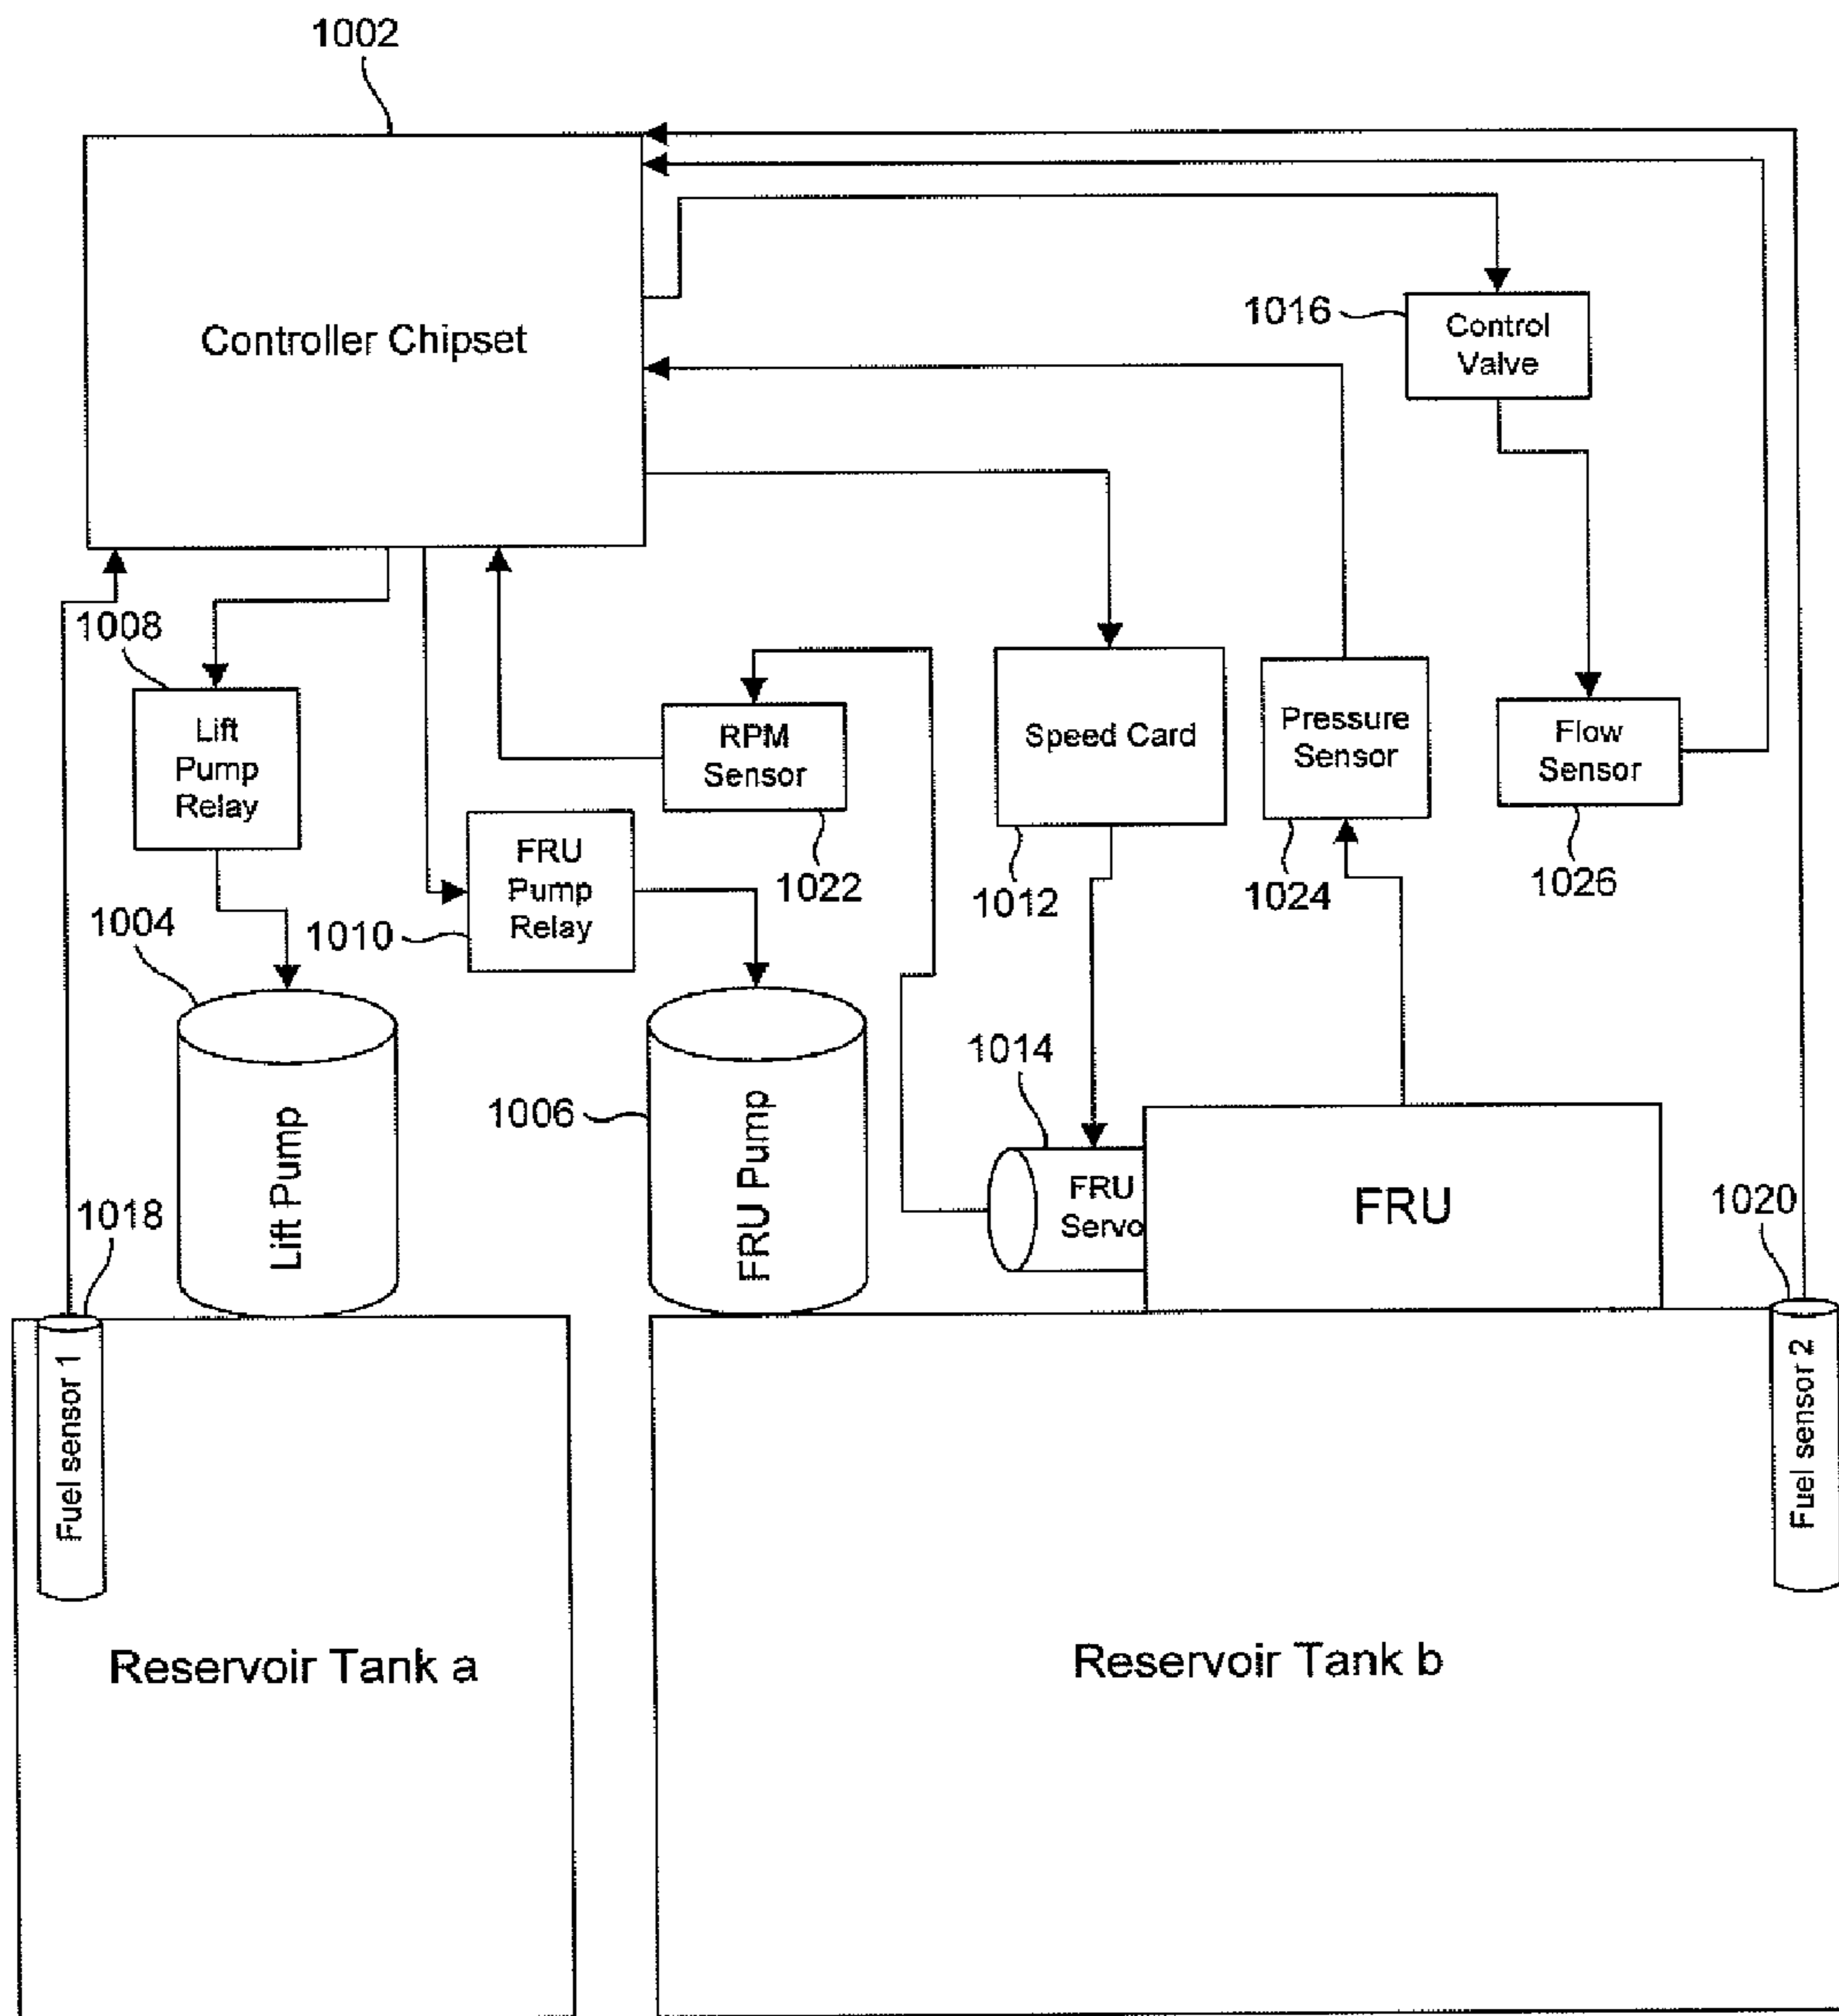 1002
Controller Chipset
1016
Control
Valve
1008
Lift
Pump
Relay
RPM
Sensor
1022
Speed Card
1012
Pressure
Sensor
1024
Flow
Sensor
1026
FRU
Pump
Relay
1010
1004
Lift Pump
1006
FRU Pump
1014
FRU
Servo
FRU
1018
1020
Fuel sensor 1
Fuel sensor 2
Reservoir Tank a
Reservoir Tank b